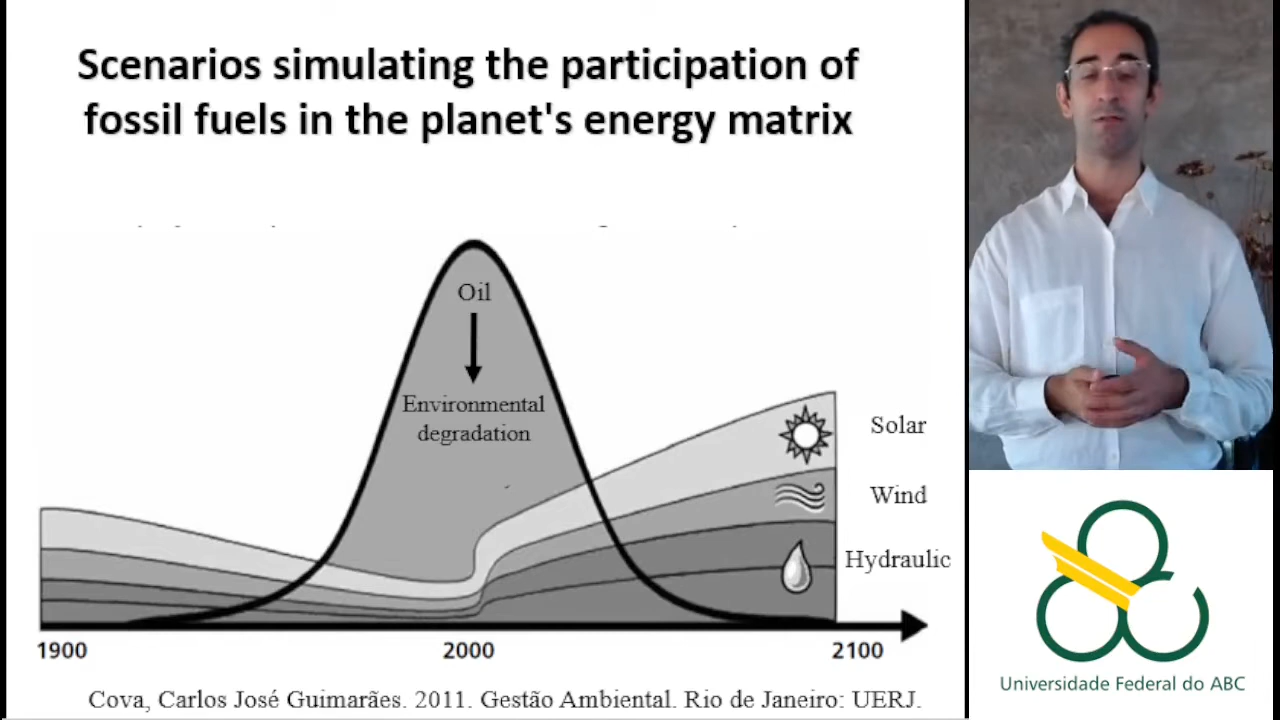 Scenarios simulating the participation of
fossil fuels in the planet's energy matrix
Oil
Environmental
degradation
Solar
Wind
Hydraulic
1900
2000
2100
Cova, Carlos José Guimarães. 2011. Gestão Ambiental. Rio de Janeiro: UERJ.
Universidade Federal do ABC